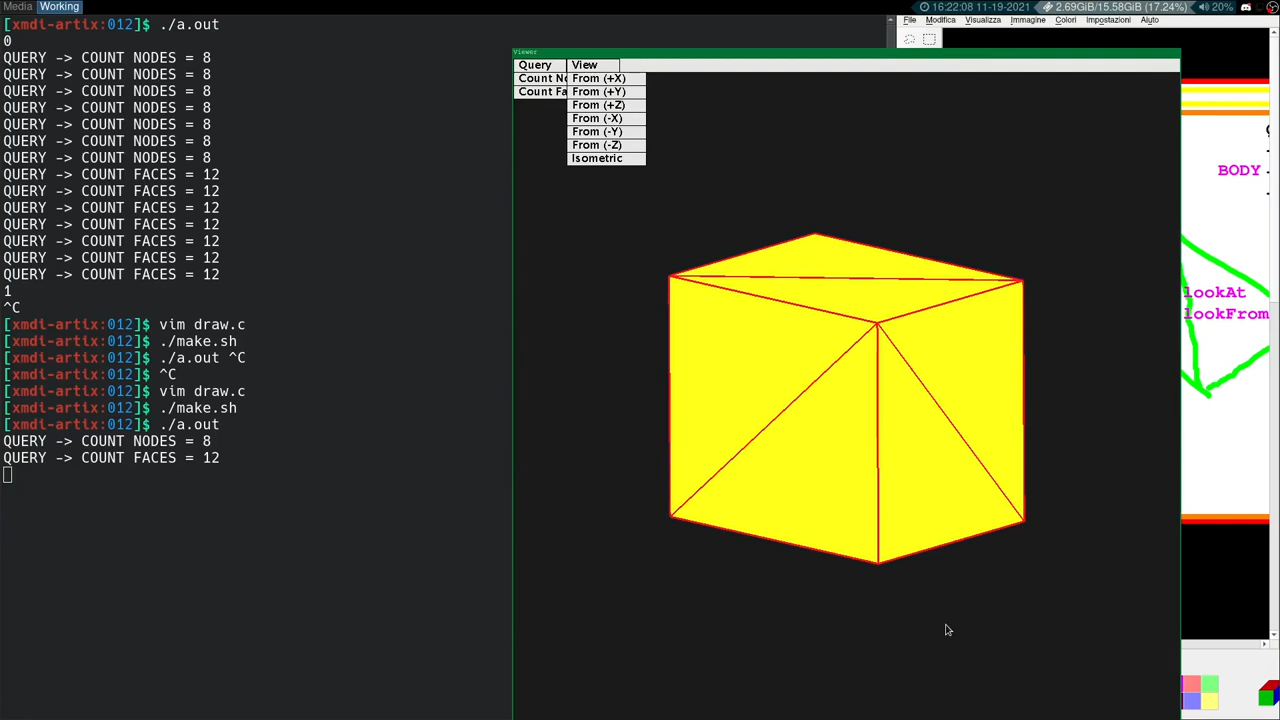 Media Working
16:22:08 11-19-2021 2.69GiB/15.58GiB (17.24%) 20%
[xmdi-artix:012]$ ./a.out
0
QUERY -> COUNT NODES = 8
QUERY -> COUNT NODES = 8
QUERY -> COUNT NODES = 8
QUERY -> COUNT NODES = 8
QUERY -> COUNT NODES = 8
QUERY -> COUNT NODES = 8
QUERY -> COUNT NODES = 8
QUERY -> COUNT FACES = 12
QUERY -> COUNT FACES = 12
QUERY -> COUNT FACES = 12
QUERY -> COUNT FACES = 12
QUERY -> COUNT FACES = 12
QUERY -> COUNT FACES = 12
QUERY -> COUNT FACES = 12
1
^C
[xmdi-artix:012]$ vim draw.c
[xmdi-artix:012]$ ./make.sh
[xmdi-artix:012]$ ./a.out ^C
[xmdi-artix:012]$ ^C
[xmdi-artix:012]$ vim draw.c
[xmdi-artix:012]$ ./make.sh
[xmdi-artix:012]$ ./a.out
QUERY -> COUNT NODES = 8
QUERY -> COUNT FACES = 12
Viewer
Query View
Count No From (+X)
Count Fa From (+Y)
From (+Z)
From (-X)
From (-Y)
From (-Z)
Isometric
File Modifica Visualizza Immagine Colori Impostazioni Aiuto
BODY
lookAt
lookFrom